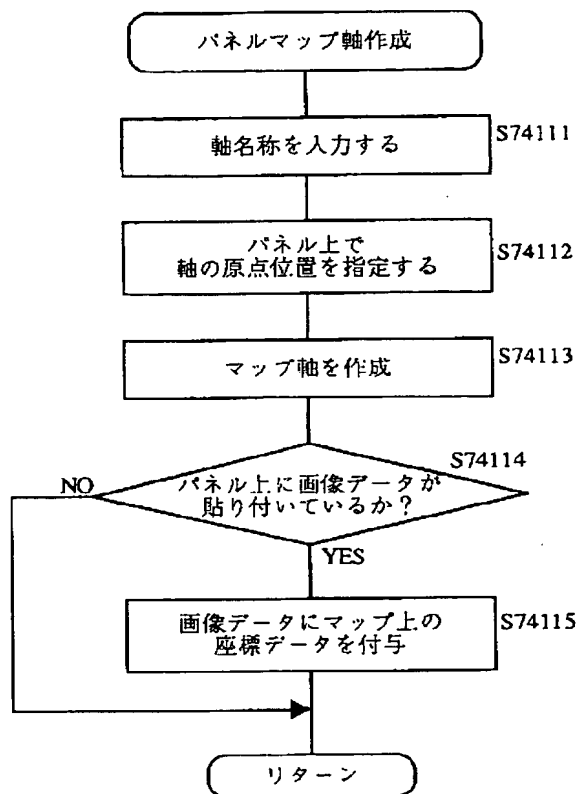 パネルマップ軸作成
S74111
軸名称を入力する
パネル上で
軸の原点位置を指定する
S74112
マップ軸を作成
S74113
S74114
NO
パネル上に画像データが
貼り付いているか?
YES
画像データにマップ上の
座標データを付与
S74115
リターン